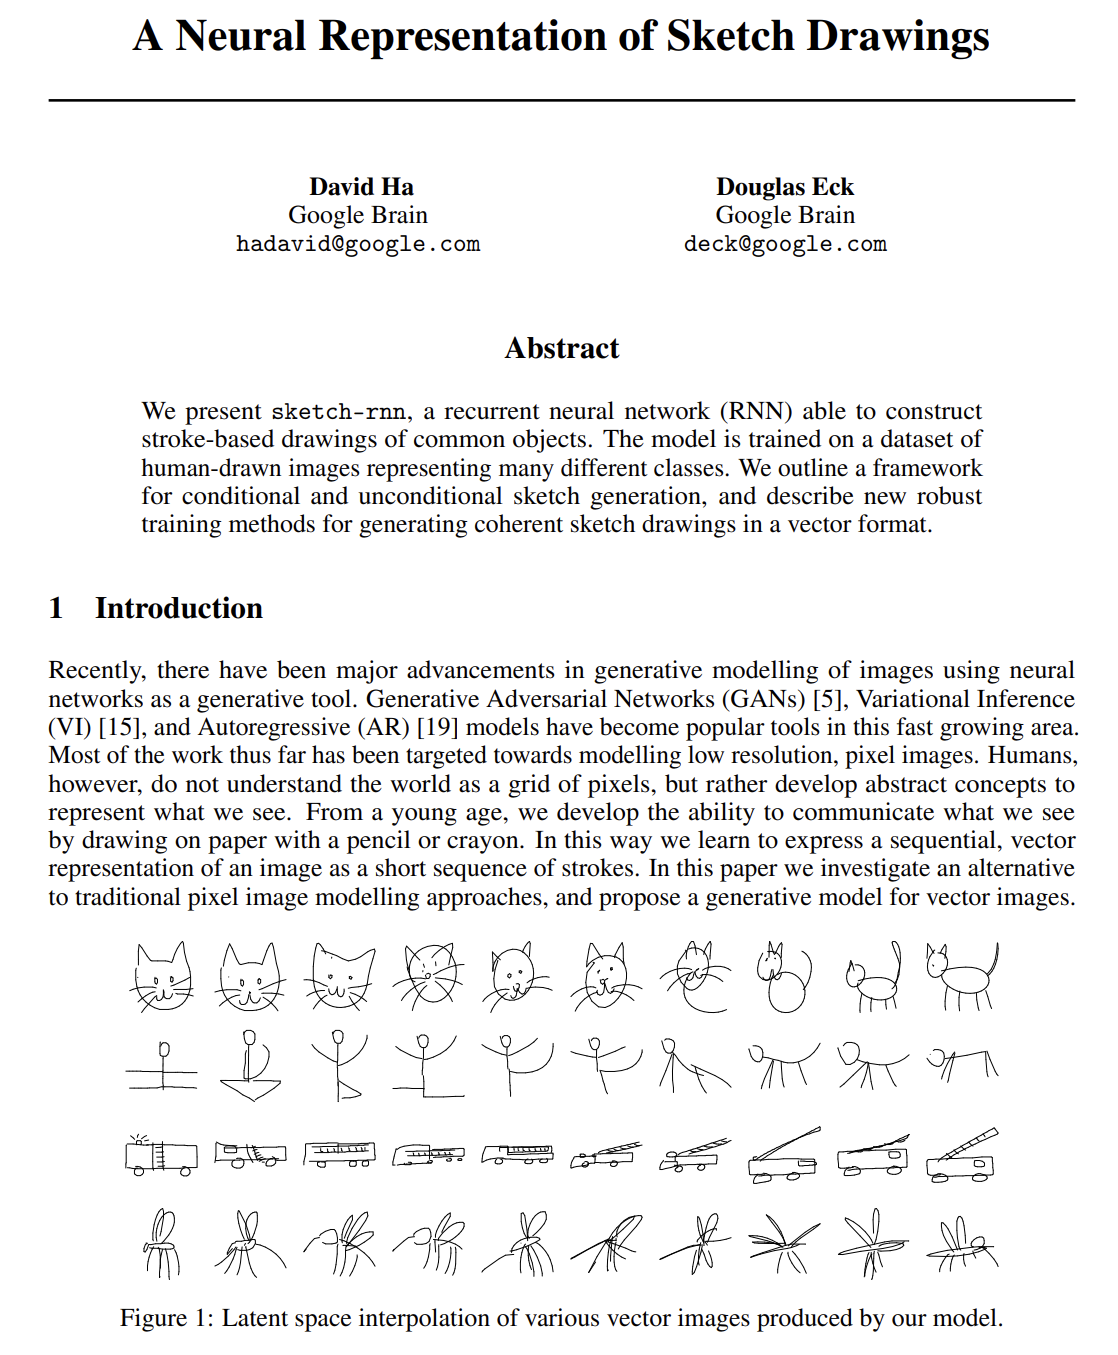 A Neural Representation of Sketch Drawings
David Ha
Google Brain
hadavid@google.com
Douglas Eck
Google Brain
deck@google.com
Abstract
We present sketch-rnn, a recurrent neural network (RNN) able to construct
stroke-based drawings of common objects. The model is trained on a dataset of
human-drawn images representing many different classes. We outline a framework
for conditional and unconditional sketch generation, and describe new robust
training methods for generating coherent sketch drawings in a vector format.
1 Introduction
Recently, there have been major advancements in generative modelling of images using neural
networks as a generative tool. Generative Adversarial Networks (GANs) [5], Variational Inference
(VI) [15], and Autoregressive (AR) [19] models have become popular tools in this fast growing area.
Most of the work thus far has been targeted towards modelling low resolution, pixel images. Humans,
however, do not understand the world as a grid of pixels, but rather develop abstract concepts to
represent what we see. From a young age, we develop the ability to communicate what we see
by drawing on paper with a pencil or crayon. In this way we learn to express a sequential, vector
representation of an image as a short sequence of strokes. In this paper we investigate an alternative
to traditional pixel image modelling approaches, and propose a generative model for vector images.
Figure 1: Latent space interpolation of various vector images produced by our model.